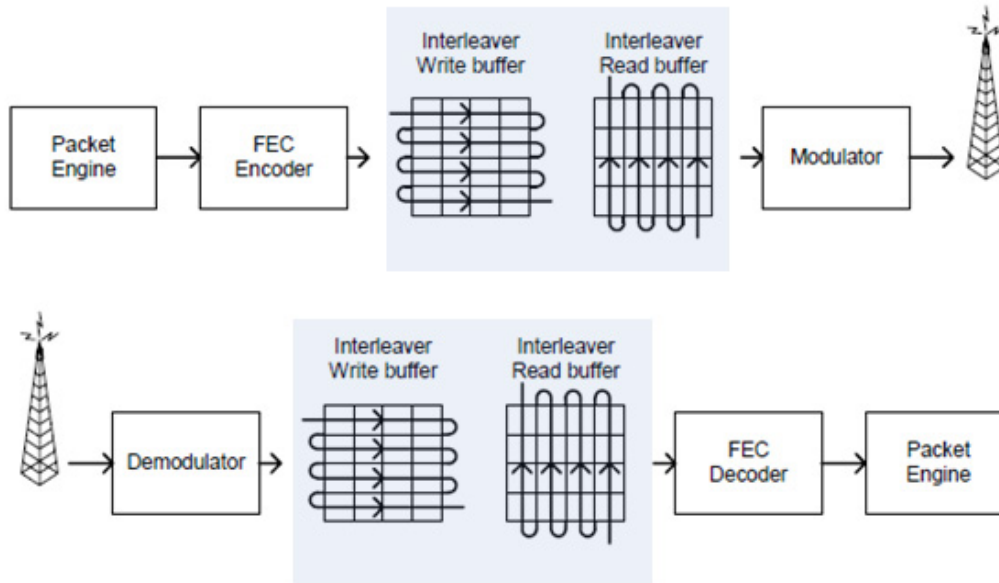 Interleaver
Write buffer
Interleaver
Read buffer
Packet
Engine
FEC
Encoder
Modulator
Interleaver
Write buffer
Interleaver
Read buffer
Demodulator
FEC
Decoder
Packet
Engine